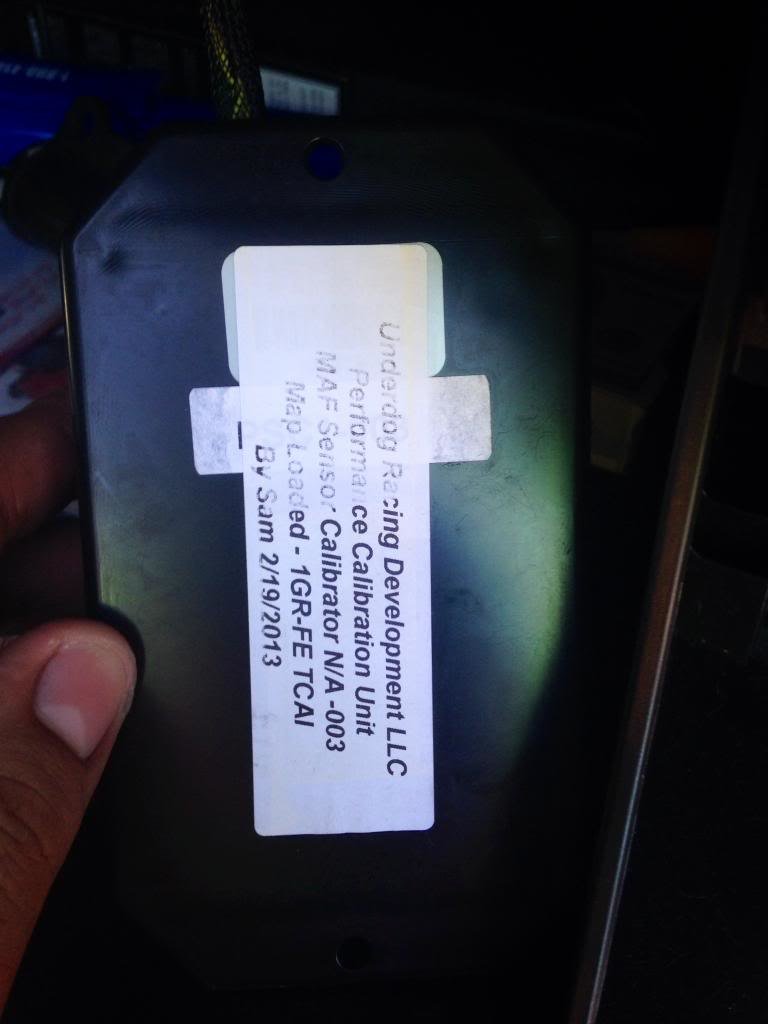 Underdog Racing Development LLC
Performance Calibration Unit
MAF Sensor Calibrator N/A -003
Map Loaded - 1GR-FE TCAI
By Sam 2/19/2013